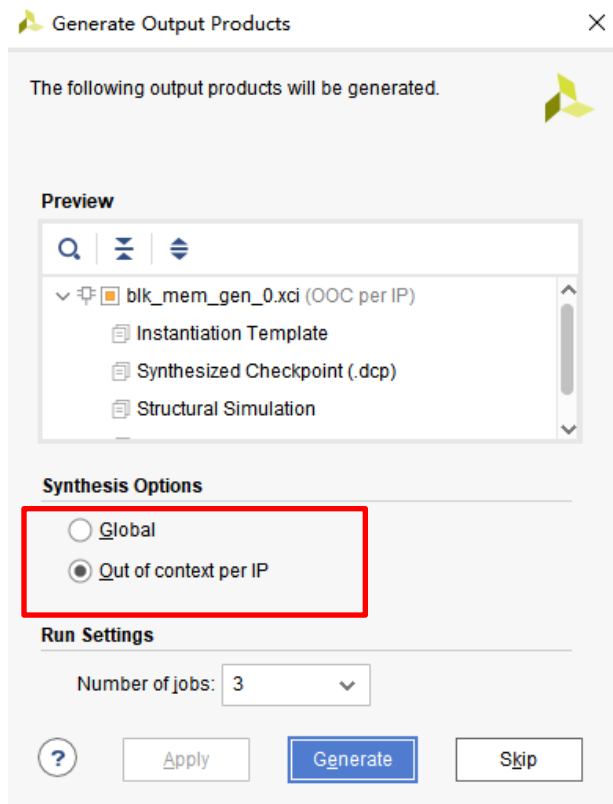 Generate Output Products
The following output products will be generated.
Preview
blk_mem_gen_0.xci (OOC per IP)
Instantiation Template
Synthesized Checkpoint (.dcp)
Structural Simulation
Synthesis Options
Global
Out of context per IP
Run Settings
Number of jobs: 3
? Apply Generate Skip